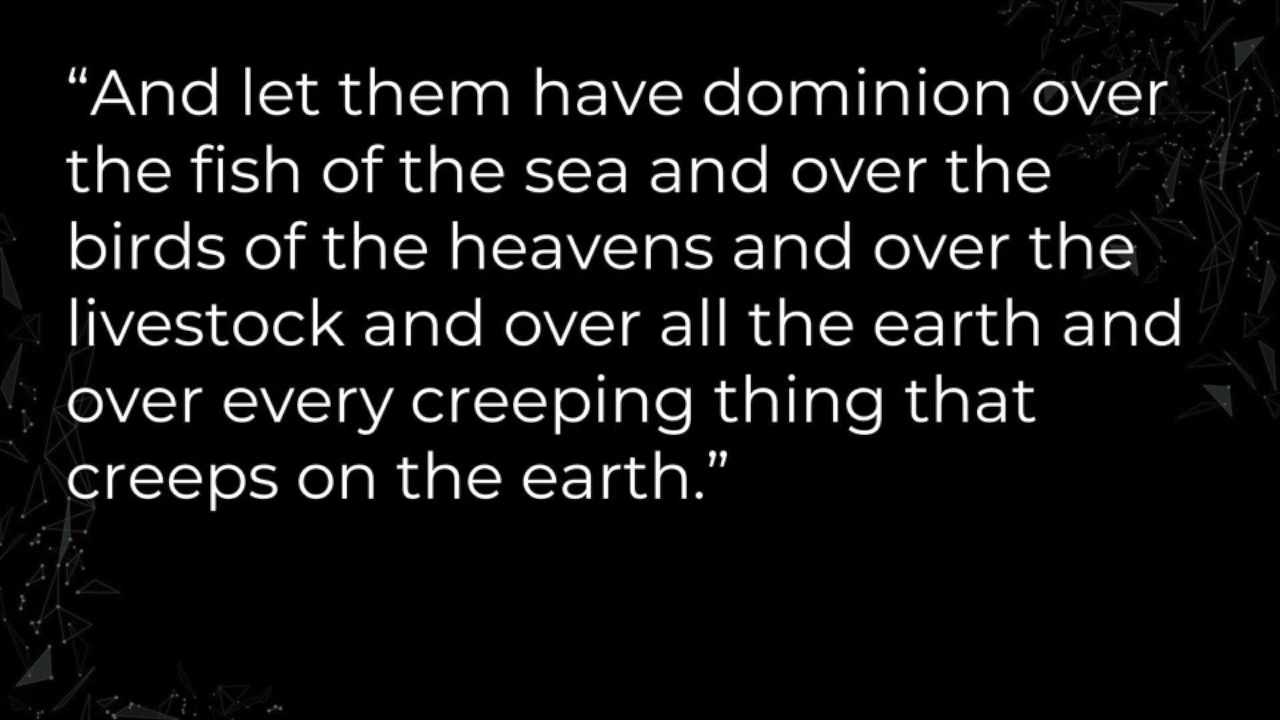 “And let them have dominion over
the fish of the sea and over the
birds of the heavens and over the
livestock and over all the earth and
over every creeping thing that
creeps on the earth.”